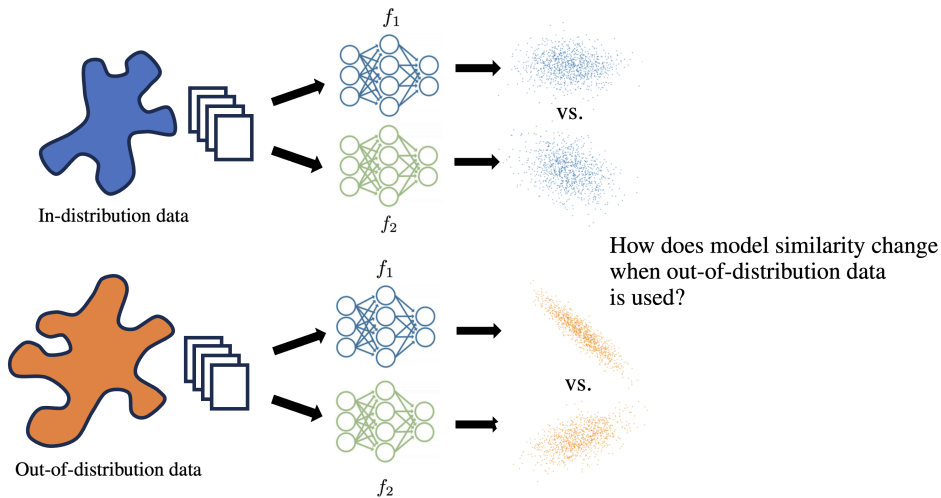 f₁
vs.
In-distribution data
f₂
How does model similarity change
when out-of-distribution data
is used?
f₁
vs.
Out-of-distribution data
f₂